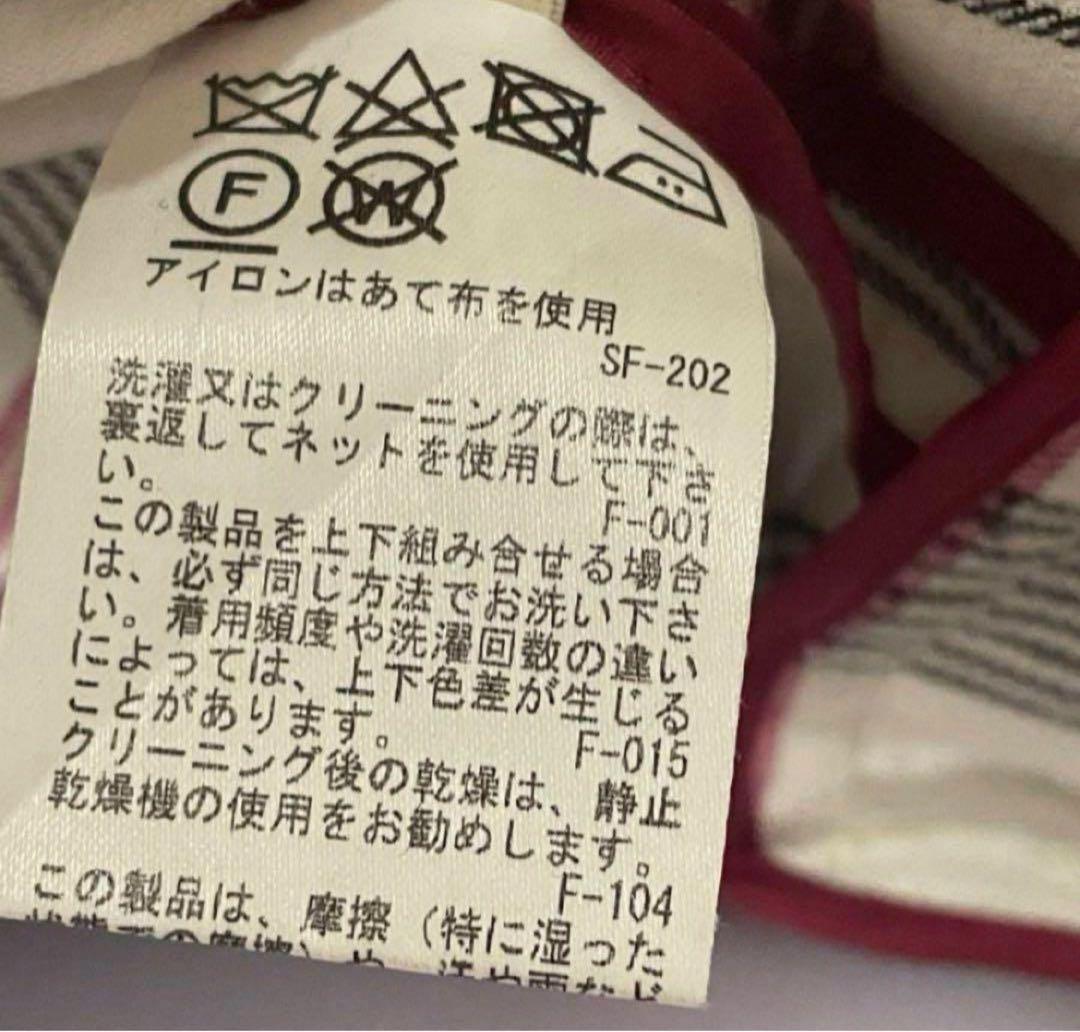 F W
アイロンはあて布を使用
SF-202
洗濯又はクリーニングの際は、
裏返してネットを使用して下さ
い。
F-001
この製品を上下組み合せる場合
は、必ず同じ方法でお洗い下さ
い。着用頻度や洗濯回数の違い
によっては、上下色差が生じる
ことがあります。
F-015
クリーニング後の乾燥は、静止
乾燥機の使用をお勧めします。
F-104
この製品は、摩擦（特に湿った